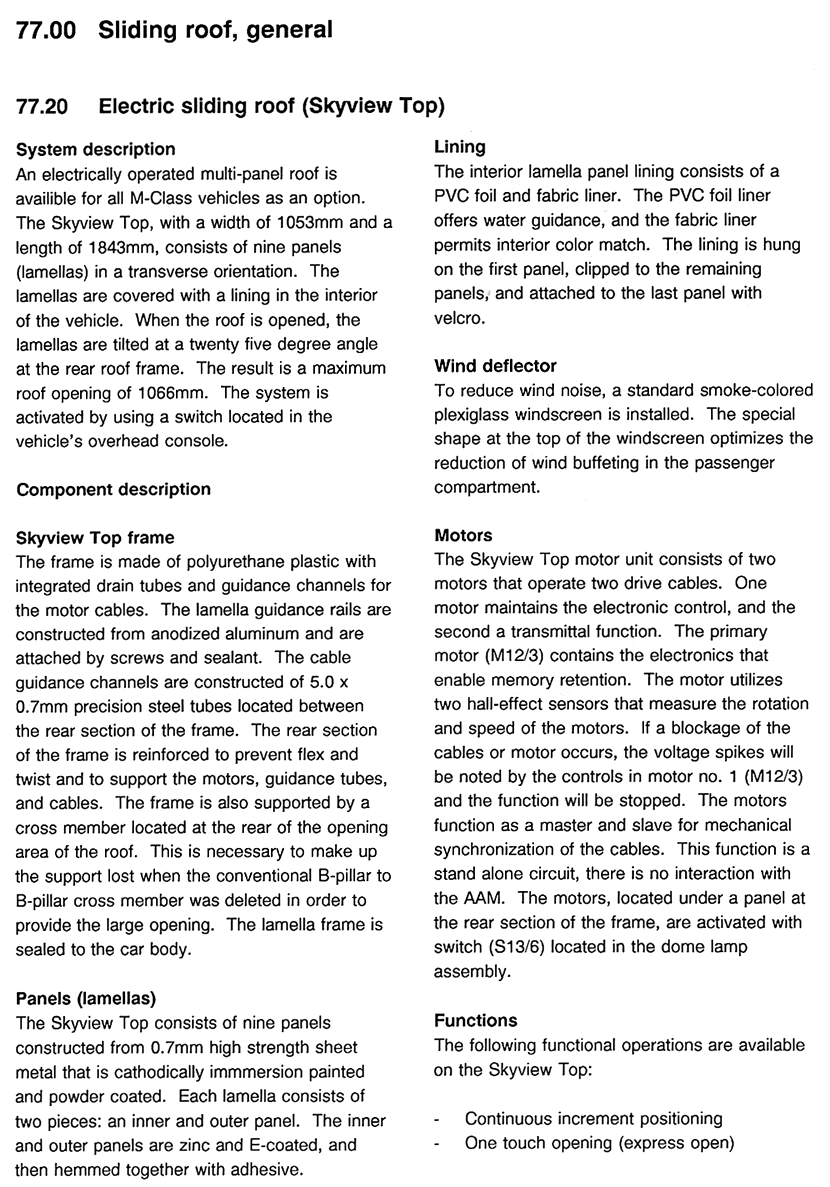 77.00 Sliding roof, general
77.20 Electric sliding roof (Skyview Top)
System description
An electrically operated multi-panel roof is
availible for all M-Class vehicles as an option.
The Skyview Top, with a width of 1053mm and a
length of 1843mm, consists of nine panels
(lamellas) in a transverse orientation. The
lamellas are covered with a lining in the interior
of the vehicle. When the roof is opened, the
lamellas are tilted at a twenty five degree angle
at the rear roof frame. The result is a maximum
roof opening of 1066mm. The system is
activated by using a switch located in the
vehicle's overhead console.
Component description
Skyview Top frame
The frame is made of polyurethane plastic with
integrated drain tubes and guidance channels for
the motor cables. The lamella guidance rails are
constructed from anodized aluminum and are
attached by screws and sealant. The cable
guidance channels are constructed of 5.0 x
0.7mm precision steel tubes located between
the rear section of the frame. The rear section
of the frame is reinforced to prevent flex and
twist and to support the motors, guidance tubes,
and cables. The frame is also supported by a
cross member located at the rear of the opening
area of the roof. This is necessary to make up
the support lost when the conventional B-pillar to
B-pillar cross member was deleted in order to
provide the large opening. The lamella frame is
sealed to the car body.
Panels (lamellas)
The Skyview Top consists of nine panels
constructed from 0.7mm high strength sheet
metal that is cathodically immmersion painted
and powder coated. Each lamella consists of
two pieces: an inner and outer panel. The inner
and outer panels are zinc and E-coated, and
then hemmed together with adhesive.
Lining
The interior lamella panel lining consists of a
PVC foil and fabric liner. The PVC foil liner
offers water guidance, and the fabric liner
permits interior color match. The lining is hung
on the first panel, clipped to the remaining
panels, and attached to the last panel with
velcro.
Wind deflector
To reduce wind noise, a standard smoke-colored
plexiglass windscreen is installed. The special
shape at the top of the windscreen optimizes the
reduction of wind buffeting in the passenger
compartment.
Motors
The Skyview Top motor unit consists of two
motors that operate two drive cables. One
motor maintains the electronic control, and the
second a transmittal function. The primary
motor (M12/3) contains the electronics that
enable memory retention. The motor utilizes
two hall-effect sensors that measure the rotation
and speed of the motors. If a blockage of the
cables or motor occurs, the voltage spikes will
be noted by the controls in motor no. 1 (M12/3)
and the function will be stopped. The motors
function as a master and slave for mechanical
synchronization of the cables. This function is a
stand alone circuit, there is no interaction with
the AAM. The motors, located under a panel at
the rear section of the frame, are activated with
switch (S13/6) located in the dome lamp
assembly.
Functions
The following functional operations are available
on the Skyview Top:
- Continuous increment positioning
- One touch opening (express open)